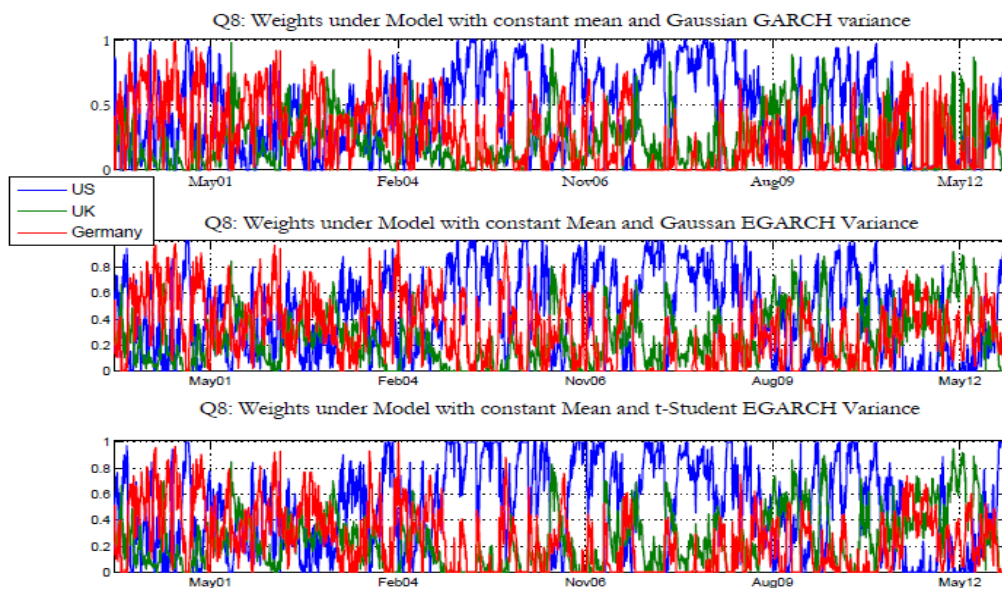 Q8: Weights under Model with constant mean and Gaussian GARCH variance
1
0.5
0
May01 Feb04 Nov06 Aug09 May12
US
UK
Germany
Q8: Weights under Model with constant Mean and Gaussan EGARCH Variance
0.8
0.6
0.4
0.2
0
May01 Feb04 Nov06 Aug09 May12
Q8: Weights under Model with constant Mean and t-Student EGARCH Variance
1
0.8
0.6
0.4
0.2
0
May01 Feb04 Nov06 Aug09 May12